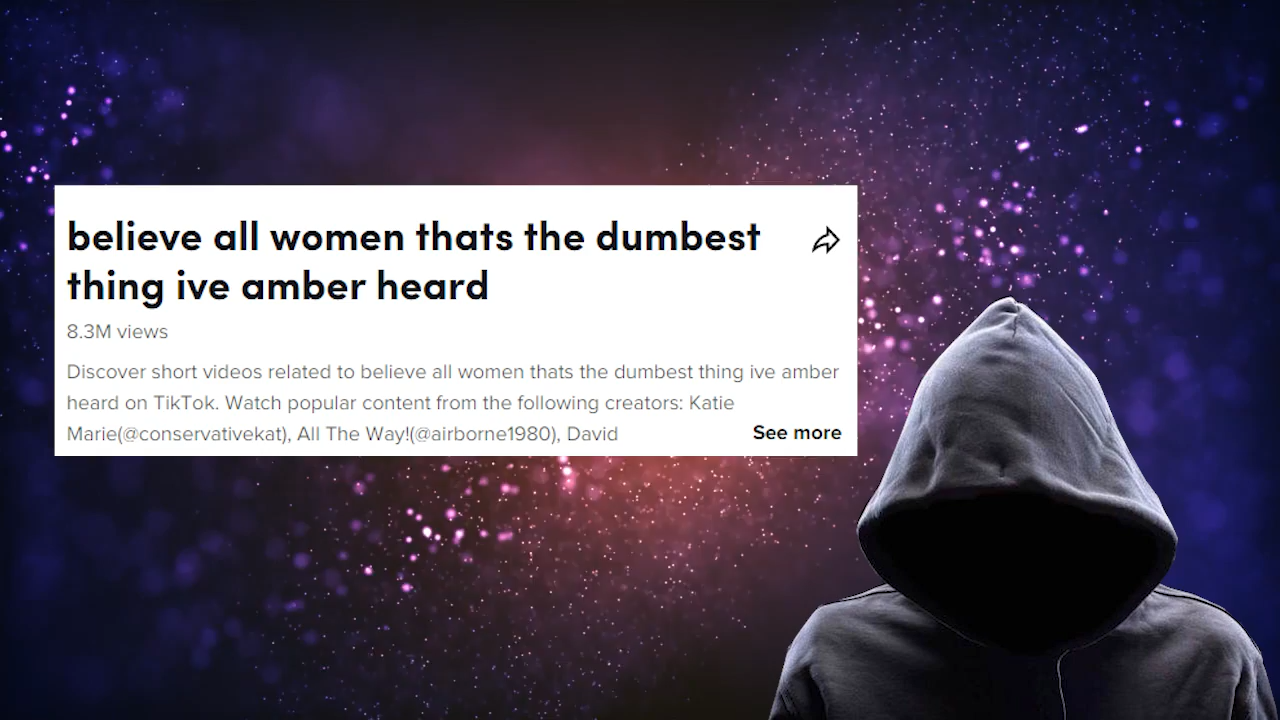 believe all women thats the dumbest
thing ive amber heard
8.3M views
Discover short videos related to believe all women thats the dumbest thing ive amber
heard on TikTok. Watch popular content from the following creators: Katie
Marie(@conservativekat), All The Way!(@airborne1980), David
See more